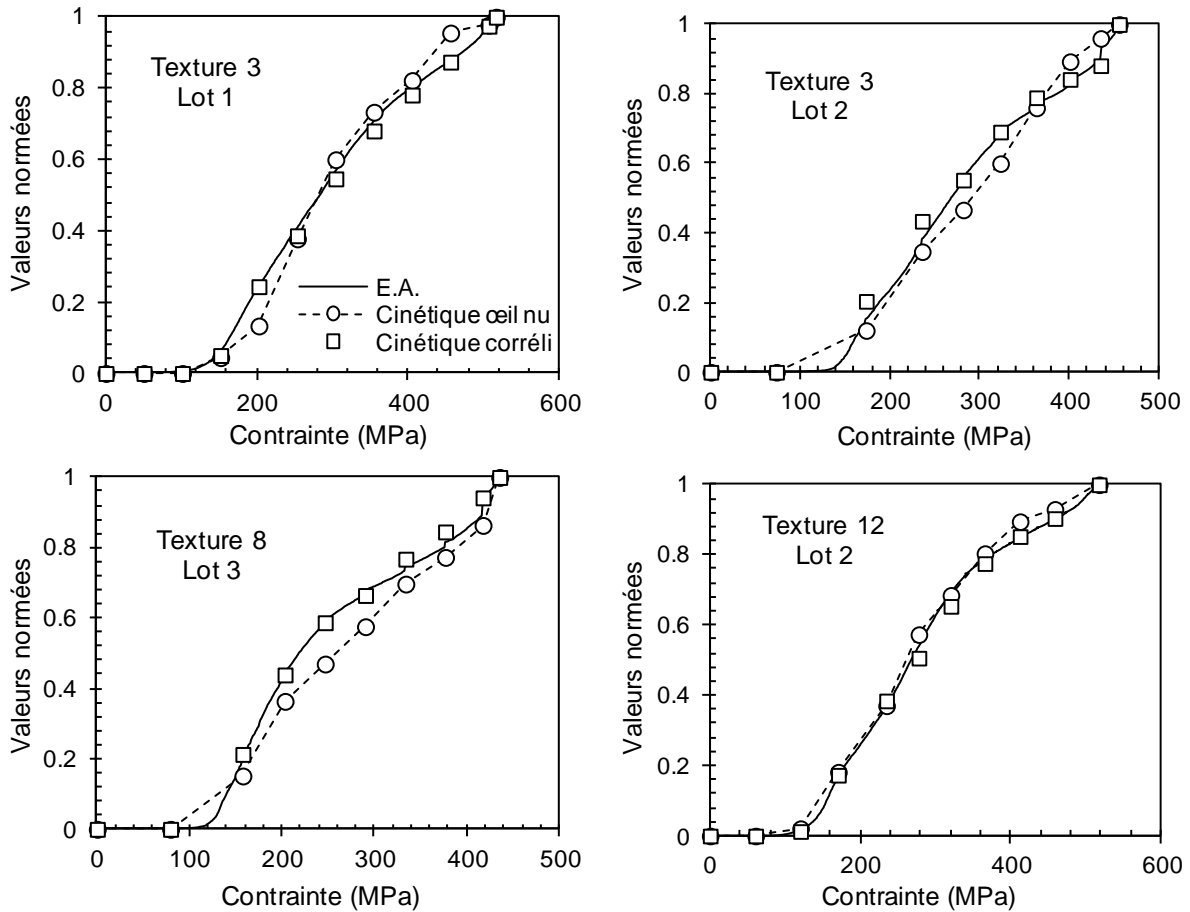 1
0.8
0.6
0.4
0.2
0
Valeurs normées
Texture 3
Lot 1
E.A.
Cinétique œil nu
Cinétique corréli
0 200 400 600
Contrainte (MPa)
1
0.8
0.6
0.4
0.2
0
Valeurs normées
Texture 3
Lot 2
0 100 200 300 400 500
Contrainte (MPa)
1
0.8
0.6
0.4
0.2
0
Valeurs normées
Texture 8
Lot 3
0 100 200 300 400 500
Contrainte (MPa)
1
0.8
0.6
0.4
0.2
0
Valeurs normées
Texture 12
Lot 2
0 200 400 600
Contrainte (MPa)